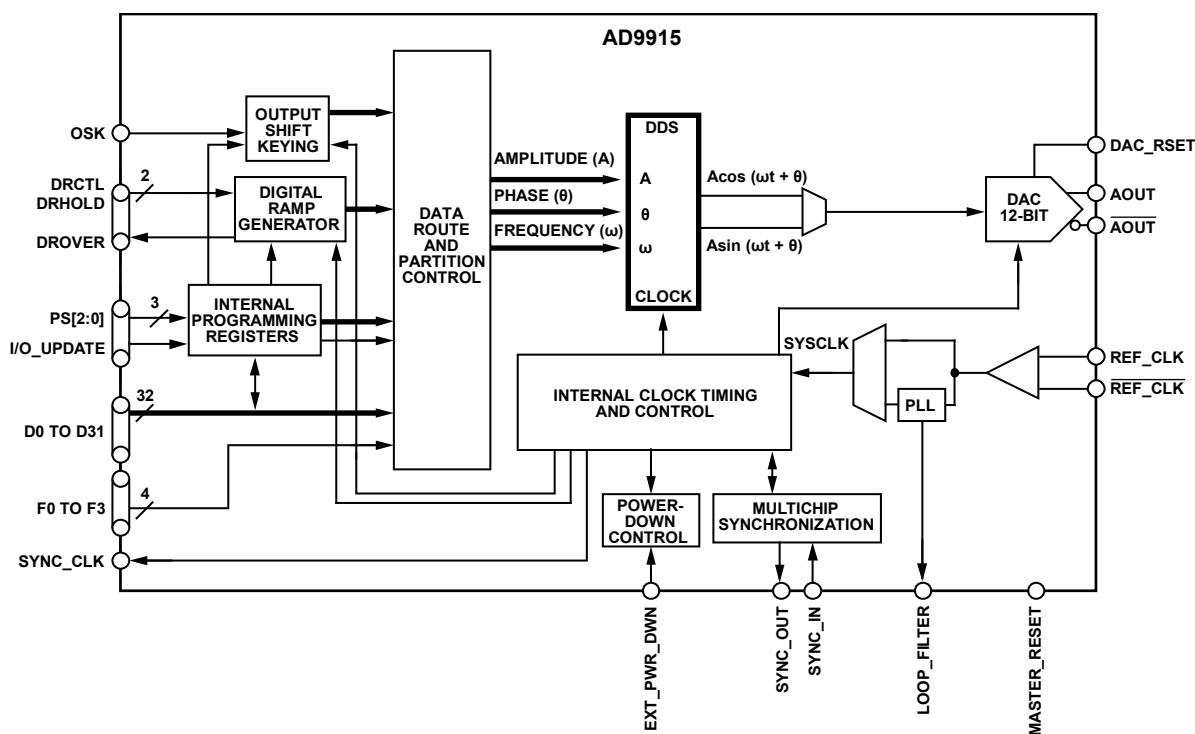 AD9915
OSK
OUTPUT
SHIFT
KEYING
DRCTL
DRHOLD
2
DROVER
DIGITAL
RAMP
GENERATOR
PS[2:0]
3
I/O_UPDATE
INTERNAL
PROGRAMMING
REGISTERS
32
D0 TO D31
4
F0 TO F3
SYNC_CLK
DATA
ROUTE
AND
PARTITION
CONTROL
AMPLITUDE (A)
PHASE (θ)
FREQUENCY (ω)
DDS
A
θ
ω
CLOCK
Acos (ωt + θ)
Asin (ωt + θ)
DAC
12-BIT
DAC_RSET
AOUT
AOUT
SYSCLK
PLL
REF_CLK
REF_CLK
INTERNAL CLOCK TIMING
AND CONTROL
POWER-
DOWN
CONTROL
MULTICHIP
SYNCHRONIZATION
EXT_PWR_DWN
SYNC_OUT
SYNC_IN
LOOP_FILTER
MASTER_RESET